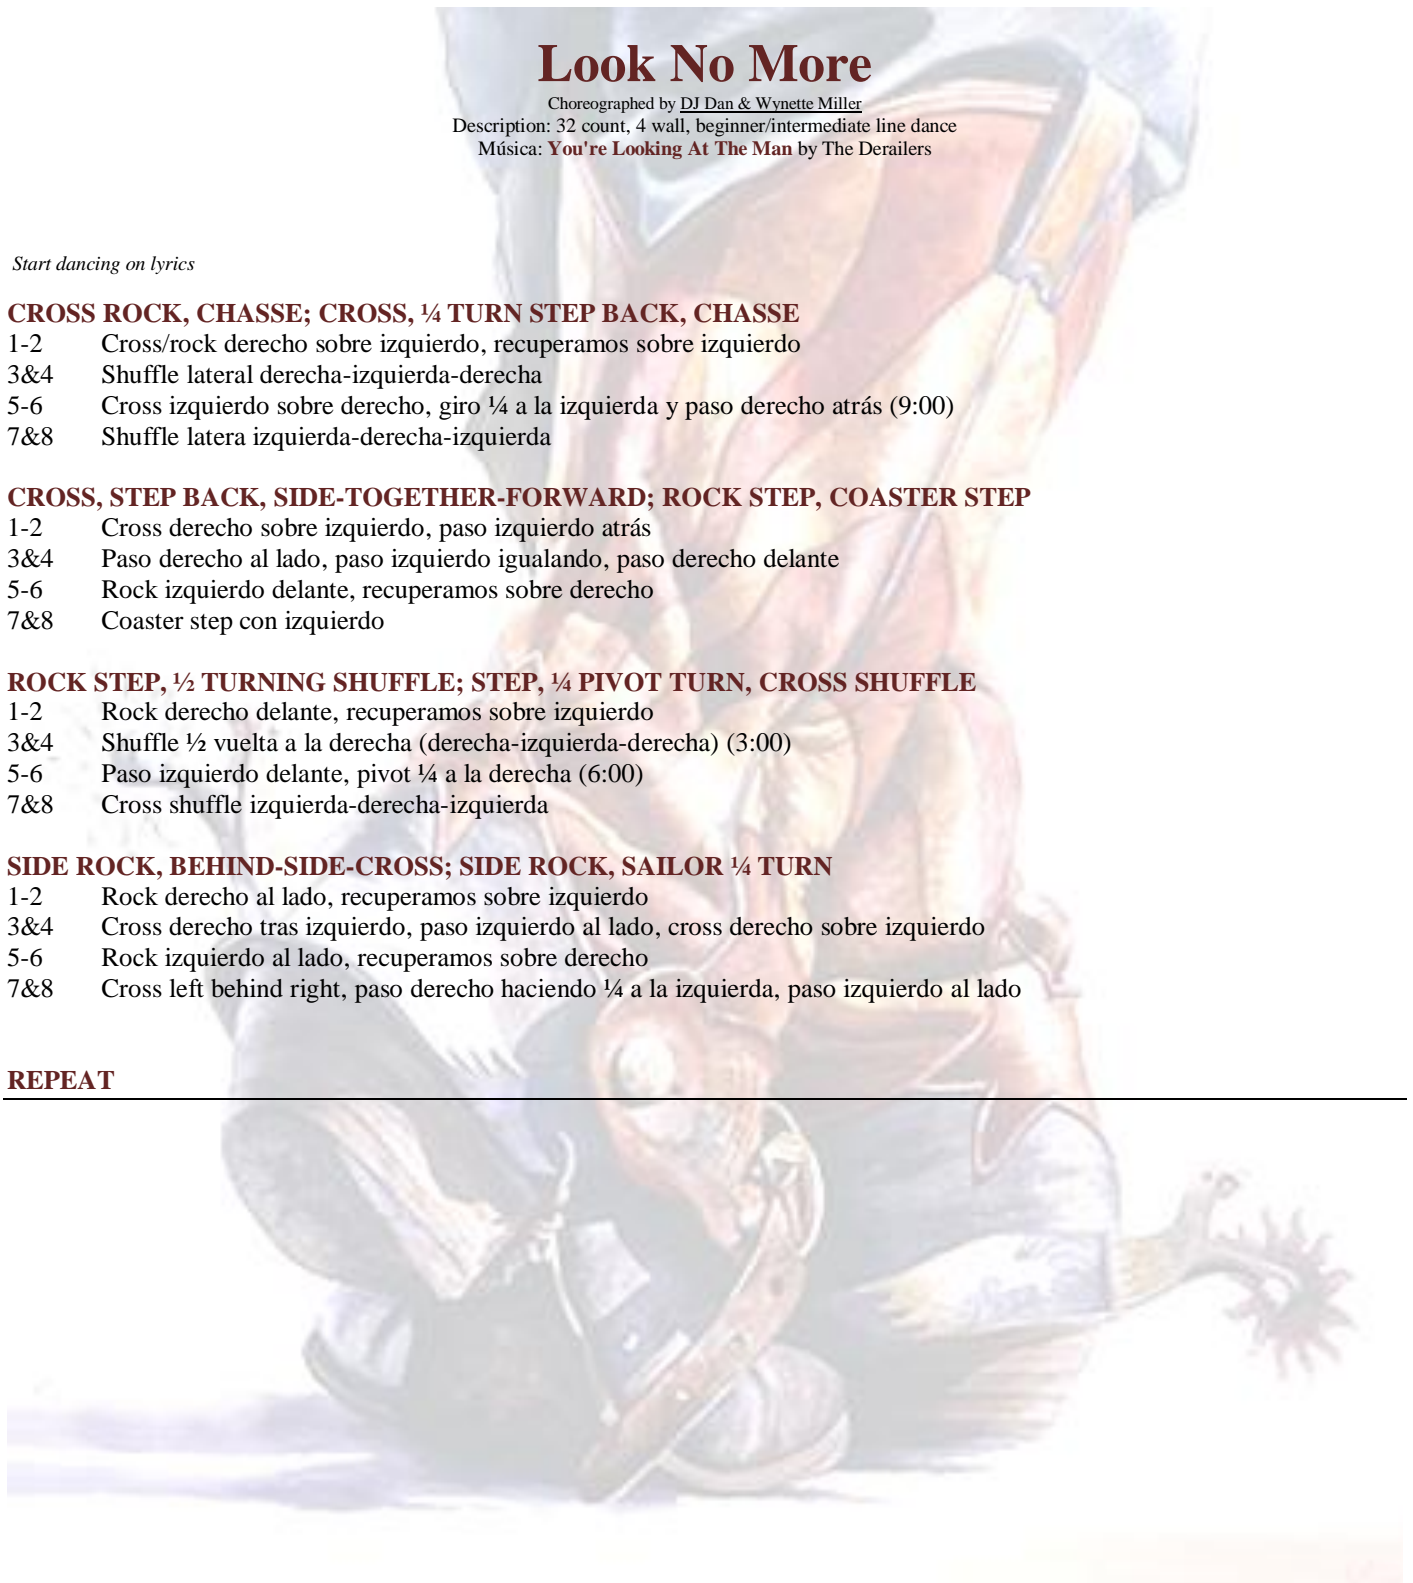 Look No More
Choreographed by DJ Dan & Wynette Miller
Description: 32 count, 4 wall, beginner/intermediate line dance
Música: You're Looking At The Man by The Derailers
Start dancing on lyrics
CROSS ROCK, CHASSE; CROSS, ¼ TURN STEP BACK, CHASSE
1-2 Cross/rock derecho sobre izquierdo, recuperamos sobre izquierdo
3&4 Shuffle lateral derecha-izquierda-derecha
5-6 Cross izquierdo sobre derecho, giro ¼ a la izquierda y paso derecho atrás (9:00)
7&8 Shuffle latera izquierda-derecha-izquierda
CROSS, STEP BACK, SIDE-TOGETHER-FORWARD; ROCK STEP, COASTER STEP
1-2 Cross derecho sobre izquierdo, paso izquierdo atrás
3&4 Paso derecho al lado, paso izquierdo igualando, paso derecho delante
5-6 Rock izquierdo delante, recuperamos sobre derecho
7&8 Coaster step con izquierdo
ROCK STEP, ½ TURNING SHUFFLE; STEP, ¼ PIVOT TURN, CROSS SHUFFLE
1-2 Rock derecho delante, recuperamos sobre izquierdo
3&4 Shuffle ½ vuelta a la derecha (derecha-izquierda-derecha) (3:00)
5-6 Paso izquierdo delante, pivot ¼ a la derecha (6:00)
7&8 Cross shuffle izquierda-derecha-izquierda
SIDE ROCK, BEHIND-SIDE-CROSS; SIDE ROCK, SAILOR ¼ TURN
1-2 Rock derecho al lado, recuperamos sobre izquierdo
3&4 Cross derecho tras izquierdo, paso izquierdo al lado, cross derecho sobre izquierdo
5-6 Rock izquierdo al lado, recuperamos sobre derecho
7&8 Cross left behind right, paso derecho haciendo ¼ a la izquierda, paso izquierdo al lado
REPEAT